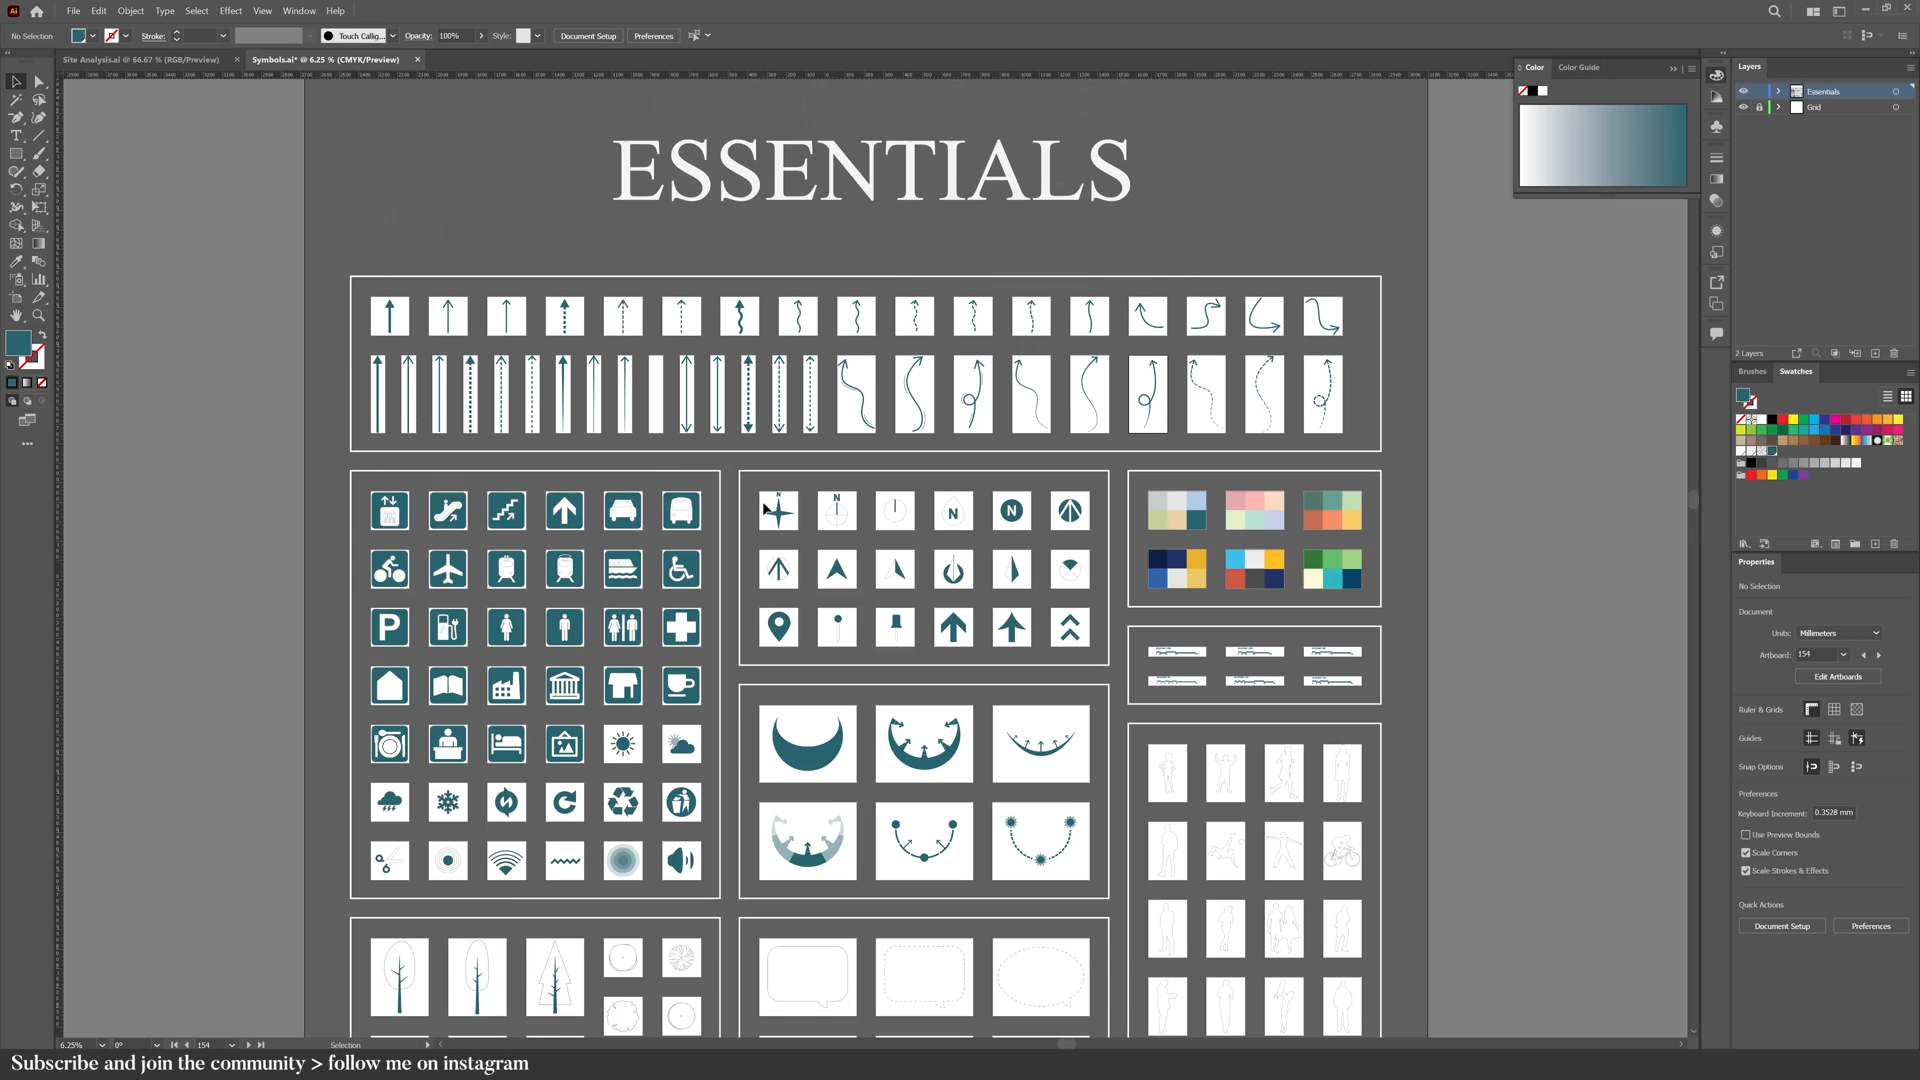 Ai File Edit Object Type Select Effect View Window Help
No Selection Stroke: Touch Callig... Opacity: 100% Style: Document Setup Preferences
Site Analysis.ai @ 66.67 % (RGB/Preview) × Symbols.ai* @ 6.25 % (CMYK/Preview) ×
Color Color Guide
Layers
Essentials
Grid
ESSENTIALS
2 Layers
Brushes Swatches
N
N
N
N
P
Properties
No Selection
Document
Units: Millimeters
Artboard: 154
Edit Artboards
Ruler & Grids
Guides
Snap Options
Preferences
Keyboard Increment: 0.3528 mm
Use Preview Bounds
Scale Corners
Scale Strokes & Effects
Quick Actions
Document Setup Preferences
6.25% 0° 154 Selection
Subscribe and join the community > follow me on instagram